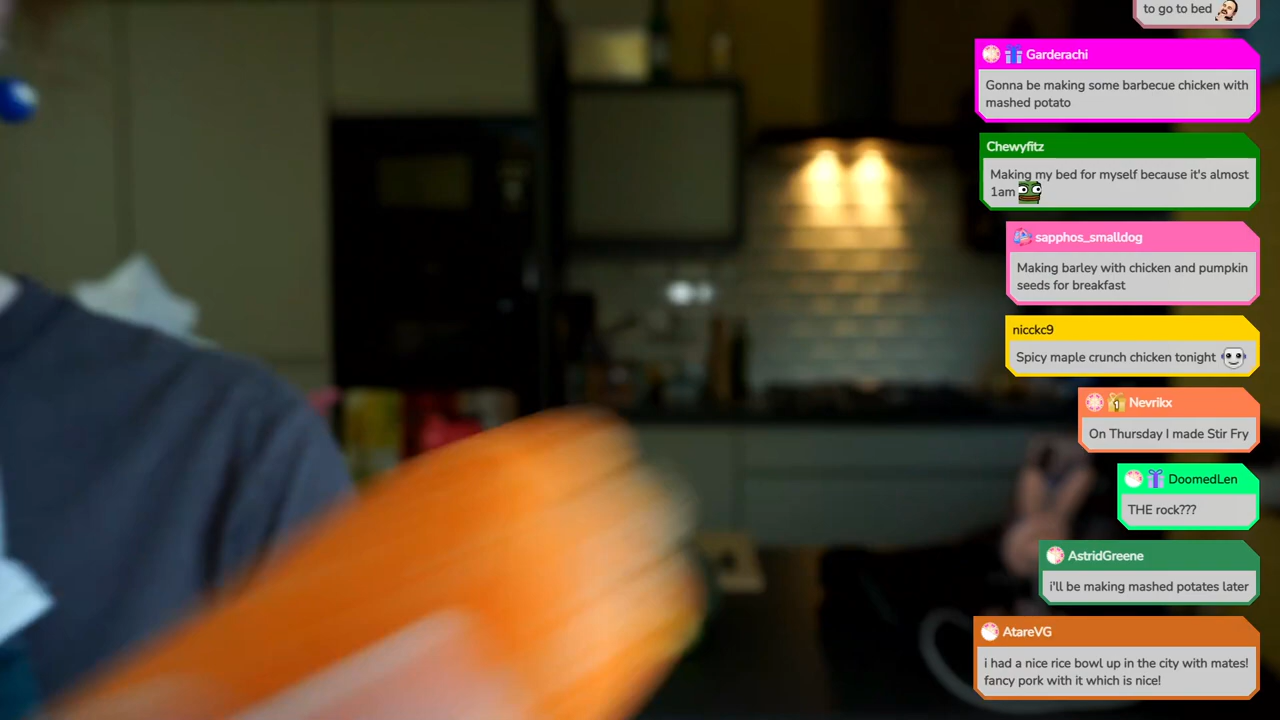 to go to bed
Garderachi
Gonna be making some barbecue chicken with
mashed potato
Chewyfitz
Making my bed for myself because it's almost
1am
sapphos_smalldog
Making barley with chicken and pumpkin
seeds for breakfast
nicckc9
Spicy maple crunch chicken tonight
Nevrikx
On Thursday I made Stir Fry
DoomedLen
THE rock???
AstridGreene
i'll be making mashed potates later
AtareVG
i had a nice rice bowl up in the city with mates!
fancy pork with it which is nice!